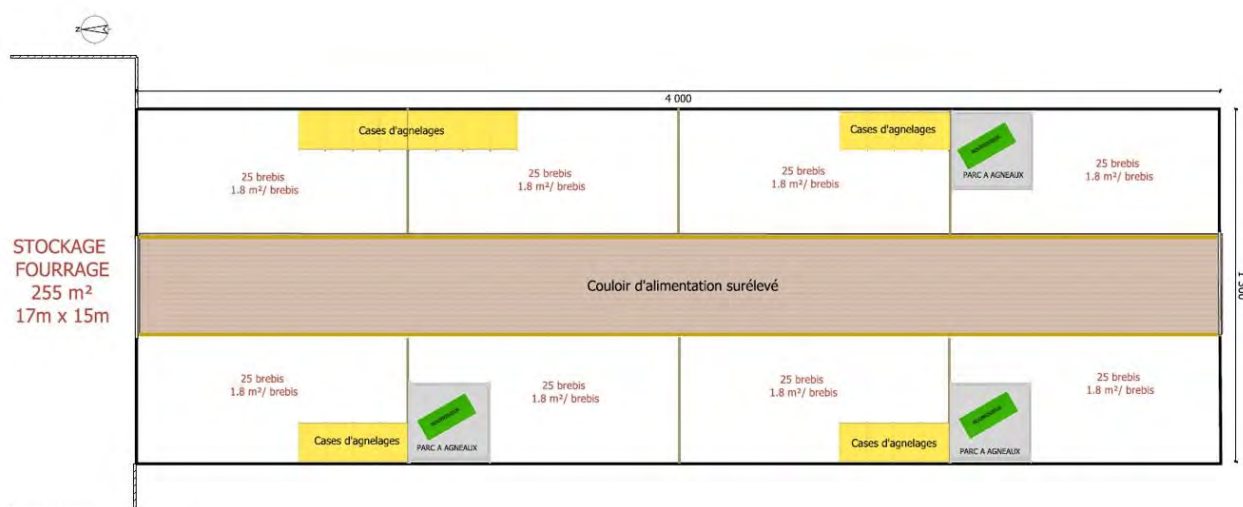 N
4 000
Cases d'agnelages
Cases d'agnelages
PARC A AGNEAUX
25 brebis
1.8 m²/ brebis
25 brebis
1.8 m²/ brebis
25 brebis
1.8 m²/ brebis
25 brebis
1.8 m²/ brebis
STOCKAGE
FOURRAGE
255 m²
17m x 15m
Couloir d'alimentation surélevé
1 300
25 brebis
1.8 m²/ brebis
25 brebis
1.8 m²/ brebis
25 brebis
1.8 m²/ brebis
25 brebis
1.8 m²/ brebis
Cases d'agnelages
PARC A AGNEAUX
Cases d'agnelages
PARC A AGNEAUX